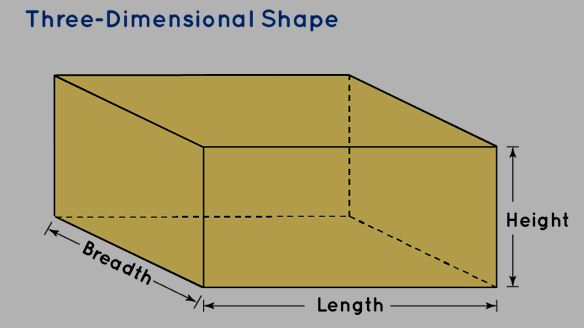 Three-Dimensional Shape
Height
Breadth
Length